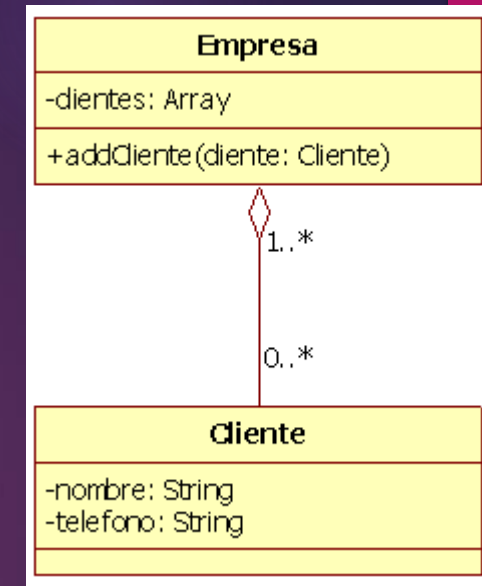 Empresa
-clientes: Array
+addCliente(cliente: Cliente)
1..*
0..*
Cliente
-nombre: String
-telefono: String